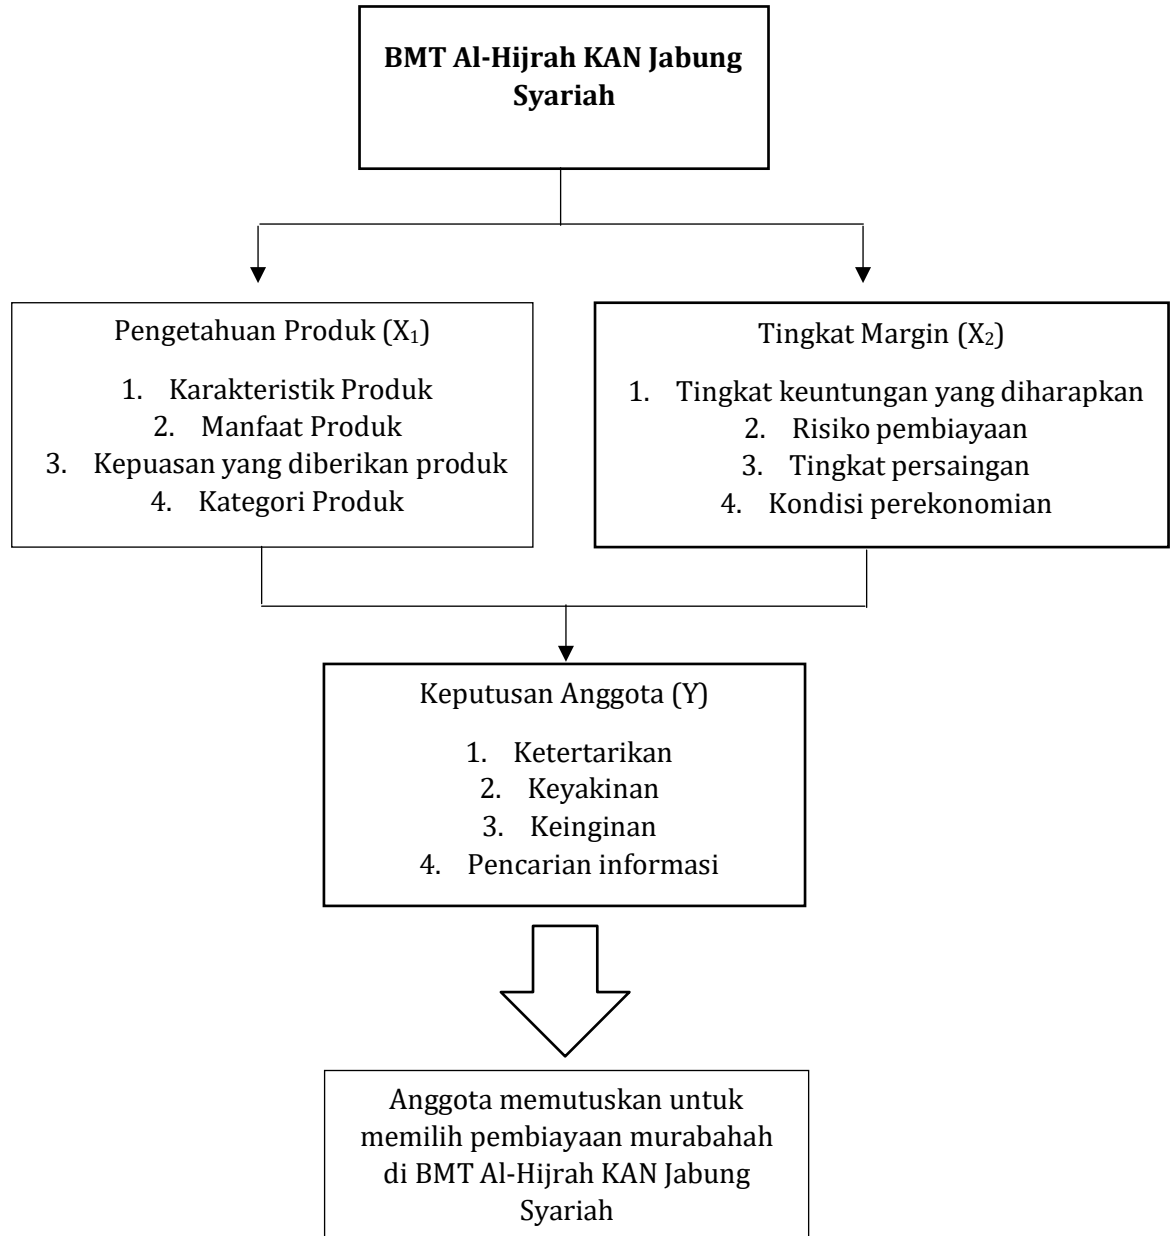 BMT Al-Hijrah KAN Jabung
Syariah
Pengetahuan Produk (X₁)
1. Karakteristik Produk
2. Manfaat Produk
3. Kepuasan yang diberikan produk
4. Kategori Produk
Tingkat Margin (X₂)
1. Tingkat keuntungan yang diharapkan
2. Risiko pembiayaan
3. Tingkat persaingan
4. Kondisi perekonomian
Keputusan Anggota (Y)
1. Ketertarikan
2. Keyakinan
3. Keinginan
4. Pencarian informasi
Anggota memutuskan untuk
memilih pembiayaan murabahah
di BMT Al-Hijrah KAN Jabung
Syariah